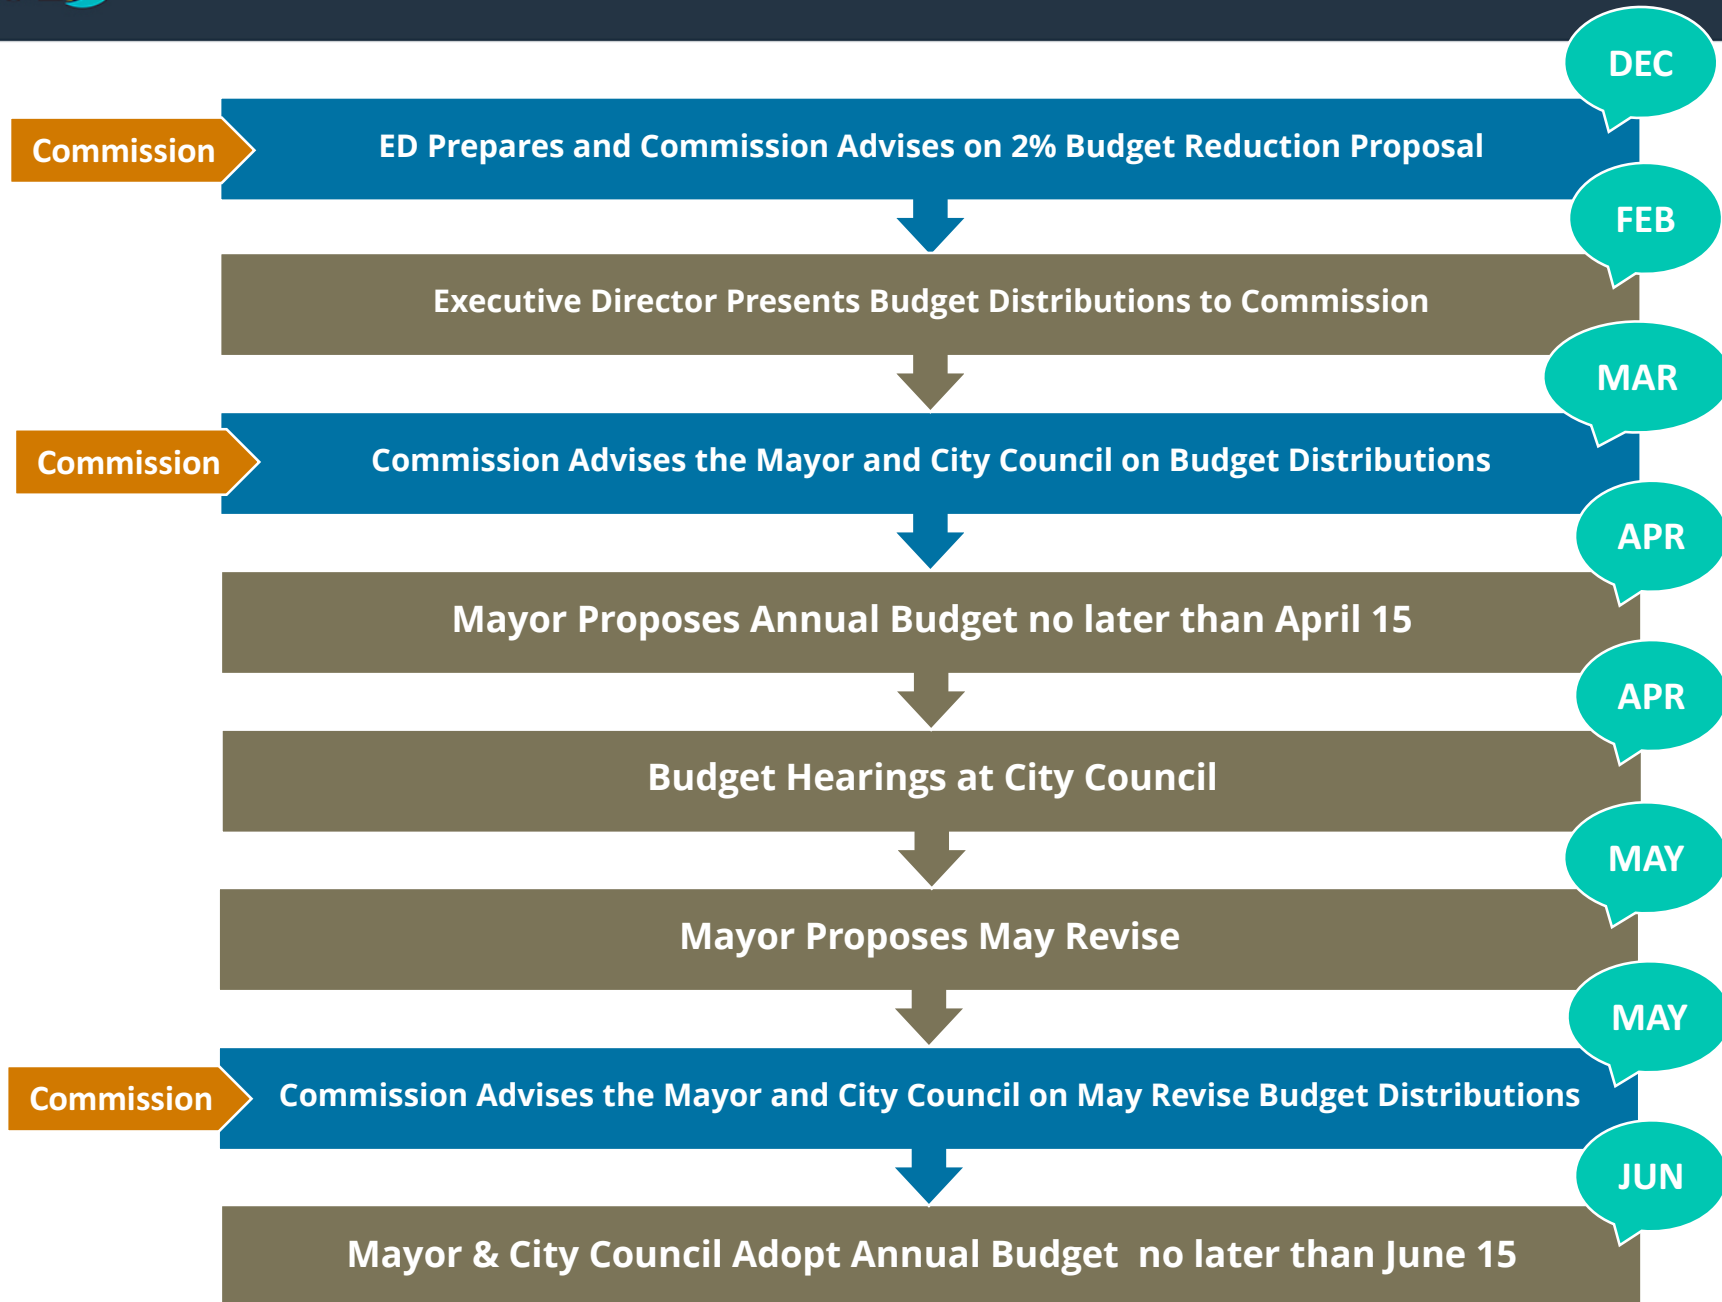 DEC
Commission
ED Prepares and Commission Advises on 2% Budget Reduction Proposal
FEB
Executive Director Presents Budget Distributions to Commission
MAR
Commission
Commission Advises the Mayor and City Council on Budget Distributions
APR
Mayor Proposes Annual Budget no later than April 15
APR
Budget Hearings at City Council
MAY
Mayor Proposes May Revise
MAY
Commission
Commission Advises the Mayor and City Council on May Revise Budget Distributions
JUN
Mayor & City Council Adopt Annual Budget  no later than June 15